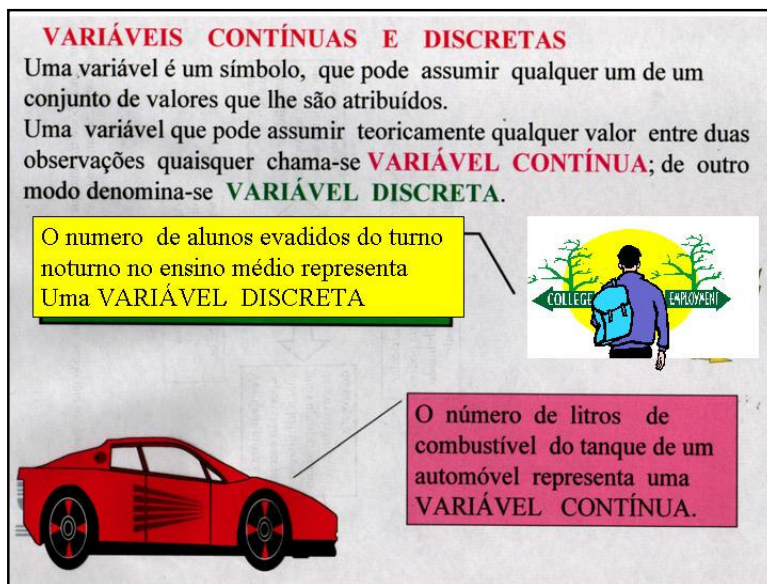 VARIÁVEIS CONTÍNUAS E DISCRETAS
Uma variável é um símbolo, que pode assumir qualquer um de um
conjunto de valores que lhe são atribuídos.
Uma variável que pode assumir teoricamente qualquer valor entre duas
observações quaisquer chama-se VARIÁVEL CONTÍNUA; de outro
modo denomina-se VARIÁVEL DISCRETA.
O numero de alunos evadidos do turno
noturno no ensino médio representa
Uma VARIÁVEL DISCRETA
COLLEGE
EMPLOYMENT
O número de litros de
combustível do tanque de um
automóvel representa uma
VARIÁVEL CONTÍNUA.